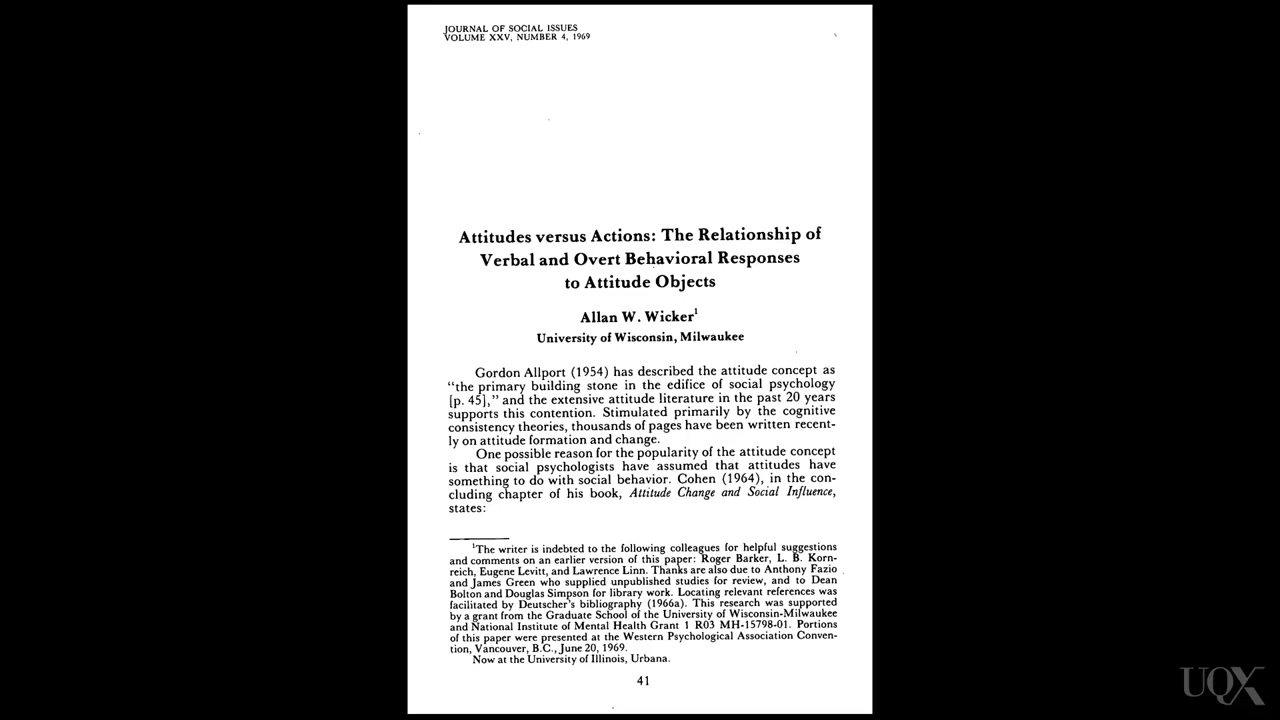 JOURNAL OF SOCIAL ISSUES
VOLUME XXV, NUMBER 4, 1969
Attitudes versus Actions: The Relationship of
Verbal and Overt Behavioral Responses
to Attitude Objects
Allan W. Wicker¹
University of Wisconsin, Milwaukee
Gordon Allport (1954) has described the attitude concept as
“the primary building stone in the edifice of social psychology
[p. 45],” and the extensive attitude literature in the past 20 years
supports this contention. Stimulated primarily by the cognitive
consistency theories, thousands of pages have been written recent-
ly on attitude formation and change.
One possible reason for the popularity of the attitude concept
is that social psychologists have assumed that attitudes have
something to do with social behavior. Cohen (1964), in the con-
cluding chapter of his book, Attitude Change and Social Influence,
states:
¹The writer is indebted to the following colleagues for helpful suggestions
and comments on an earlier version of this paper: Roger Barker, L. B. Korn-
reich, Eugene Levitt, and Lawrence Linn. Thanks are also due to Anthony Fazio
and James Green who supplied unpublished studies for review, and to Dean
Bolton and Douglas Simpson for library work. Locating relevant references was
facilitated by Deutscher’s bibliography (1966a). This research was supported
by a grant from the Graduate School of the University of Wisconsin-Milwaukee
and National Institute of Mental Health Grant 1 R03 MH-15798-01. Portions
of this paper were presented at the Western Psychological Association Conven-
tion, Vancouver, B.C., June 20, 1969.
Now at the University of Illinois, Urbana.
41
UQX